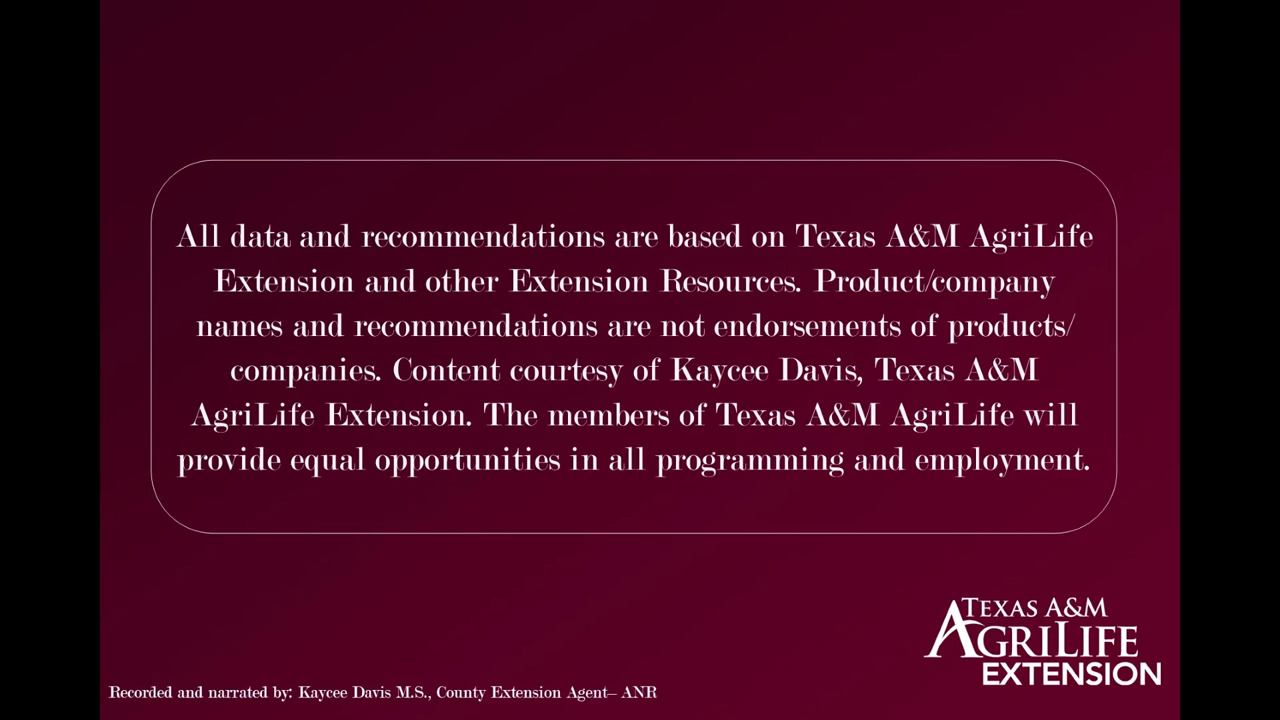 All data and recommendations are based on Texas A&M AgriLife
Extension and other Extension Resources. Product/company
names and recommendations are not endorsements of products/
companies. Content courtesy of Kaycee Davis, Texas A&M
AgriLife Extension. The members of Texas A&M AgriLife will
provide equal opportunities in all programming and employment.
TEXAS A&M
AGRILIFE
EXTENSION
Recorded and narrated by: Kaycee Davis M.S., County Extension Agent– ANR